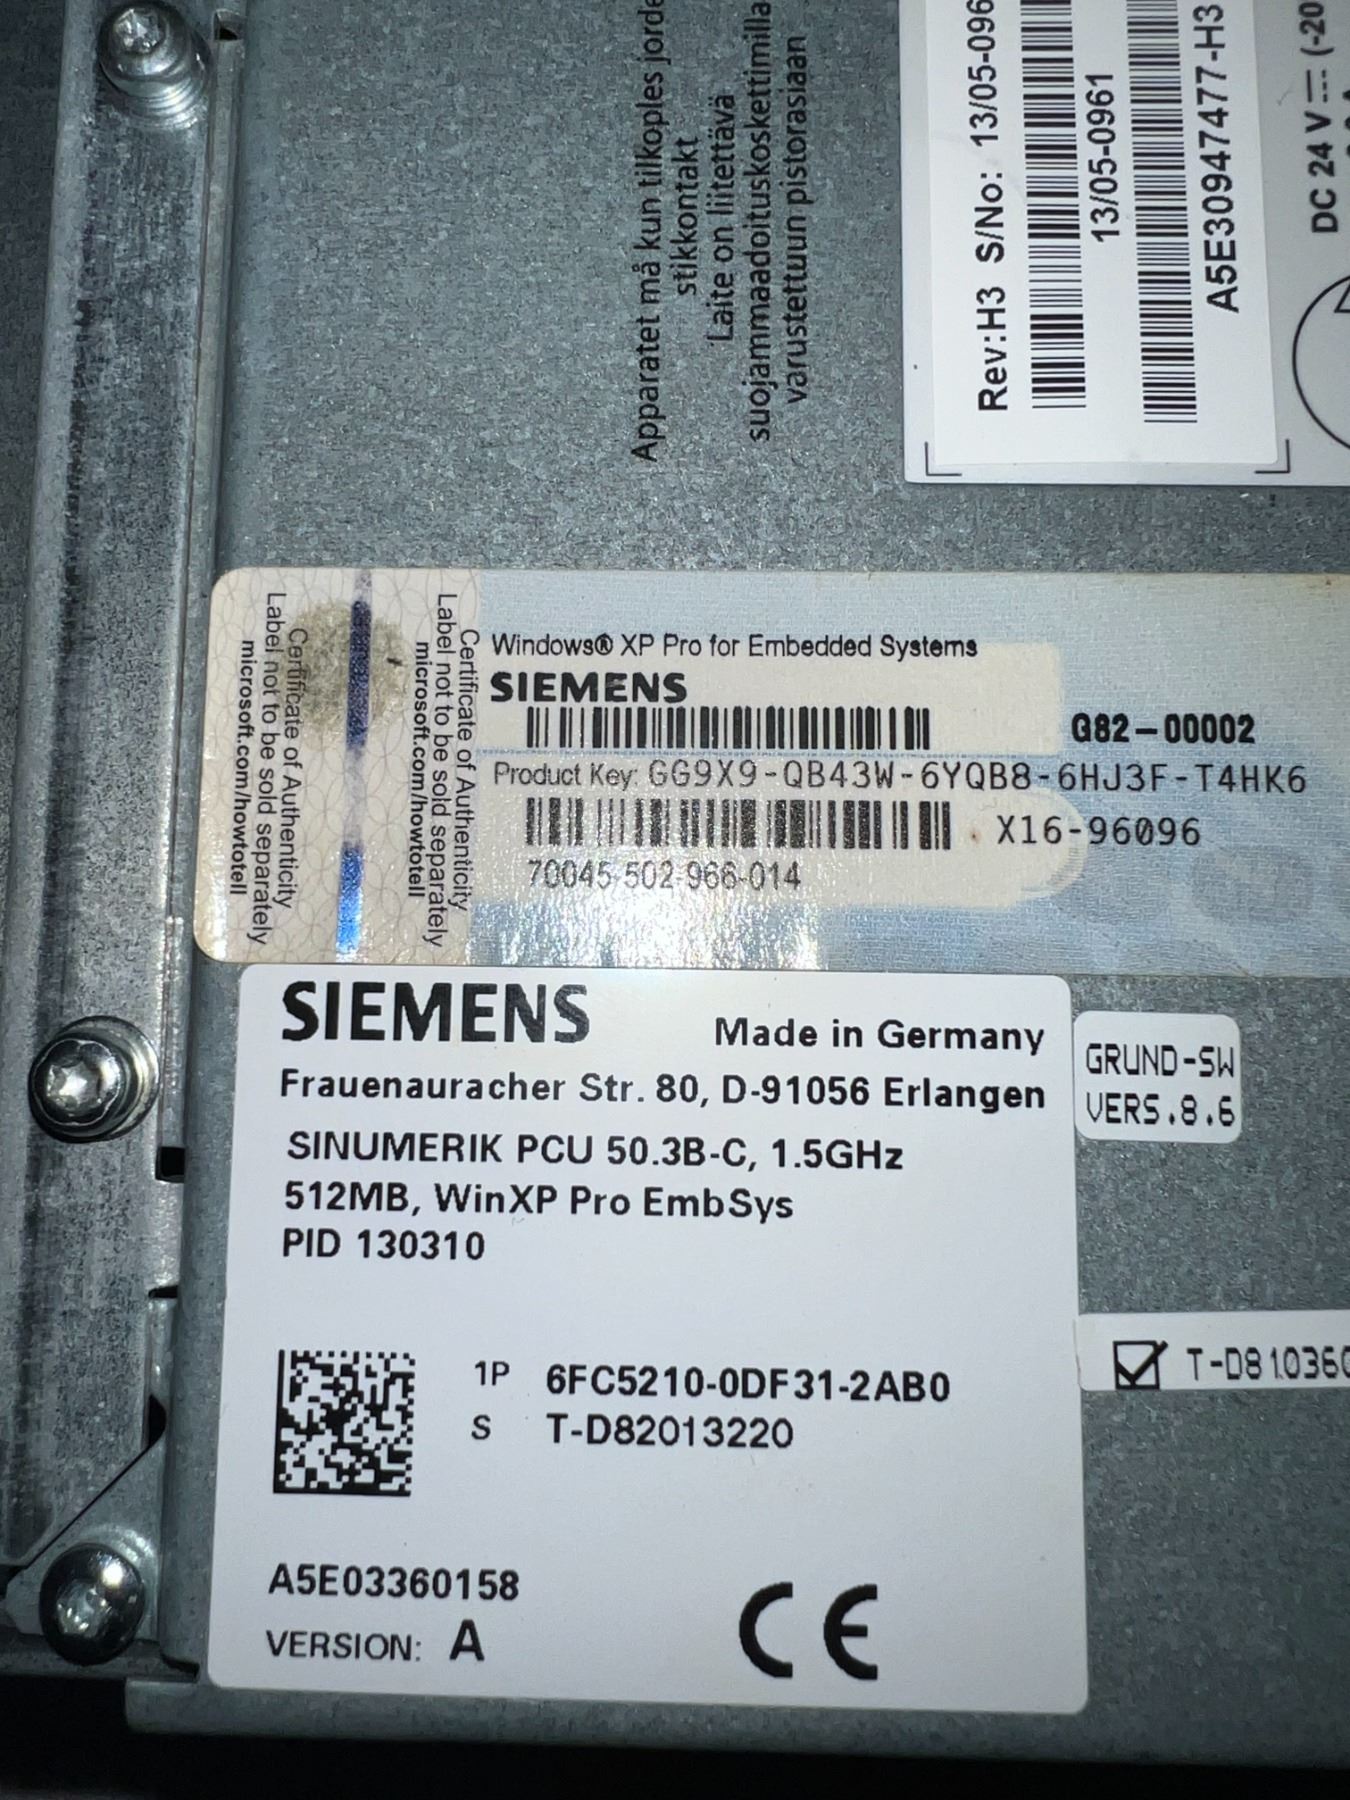 Apparatet må kun tilkoples jorde
stikkontakt
Laite on liitettävä
suojammaadoituskoskettimilla
varustettuun pistorasiaan
Rev:H3 S/No: 13/05-096
13/05-0961
A5E30947477-H3
DC 24 V
Certificate of Authenticity
Label not to be sold separately
microsoft.com/howtotell
Certificate of Authenticity
Label not to be sold separately
microsoft.com/howtotell
Windows® XP Pro for Embedded Systems
SIEMENS
G82-00002
Product Key: GG9X9-QB43W-6YQB8-6HJ3F-T4HK6
X16-96096
70045-502-966-014
SIEMENS
Made in Germany
Frauenauracher Str. 80, D-91056 Erlangen
SINUMERIK PCU 50.3B-C, 1.5GHz
512MB, WinXP Pro EmbSys
PID 130310
GRUND-SW
VERS.8.6
1P 6FC5210-0DF31-2AB0
S T-D82013220
T-D810360
A5E03360158
VERSION: A
CE